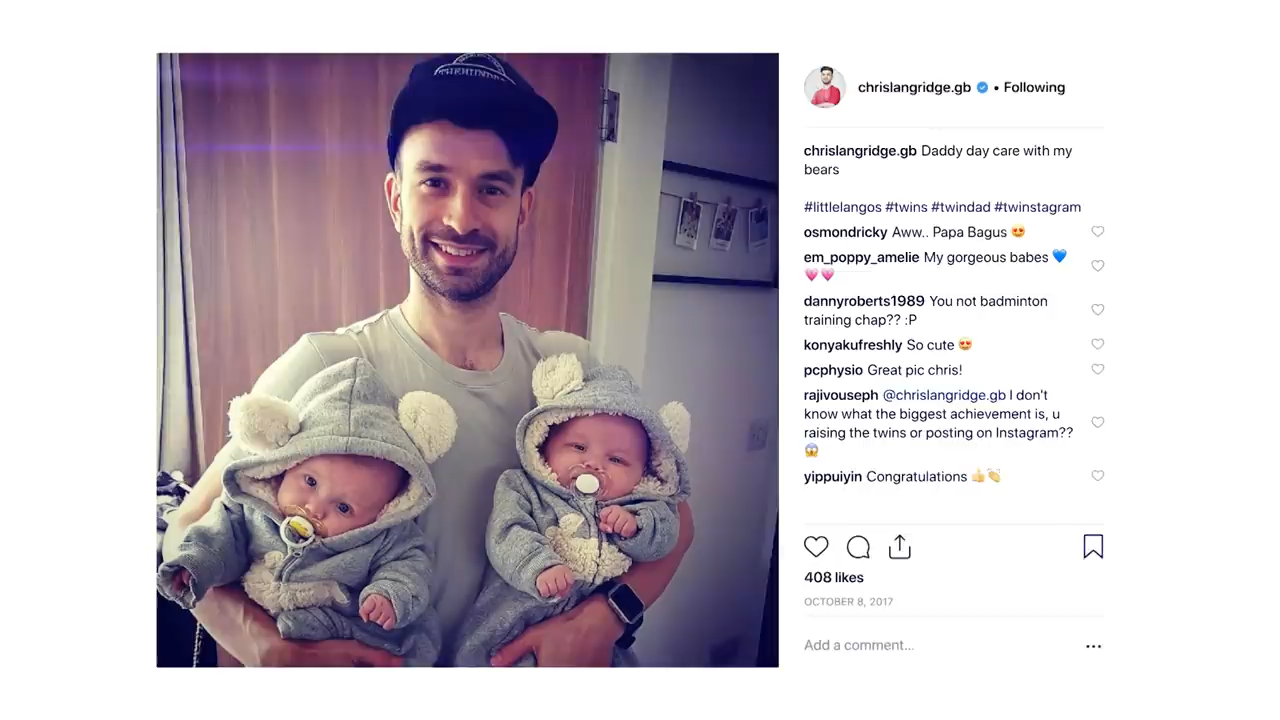 chrislangridge.gb • Following
chrislangridge.gb Daddy day care with my
bears
#littlelangos #twins #twindad #twinstagram
osmondricky Aww.. Papa Bagus 😍
em_poppy_amelie My gorgeous babes 💙
💗💗
dannyroberts1989 You not badminton
training chap?? :P
konyakufreshly So cute 😍
pcphysio Great pic chris!
rajivouseph @chrislangridge.gb I don't
know what the biggest achievement is, u
raising the twins or posting on Instagram??
😱
yippuiyin Congratulations 👍🏻👏🏻
408 likes
OCTOBER 8, 2017
Add a comment...